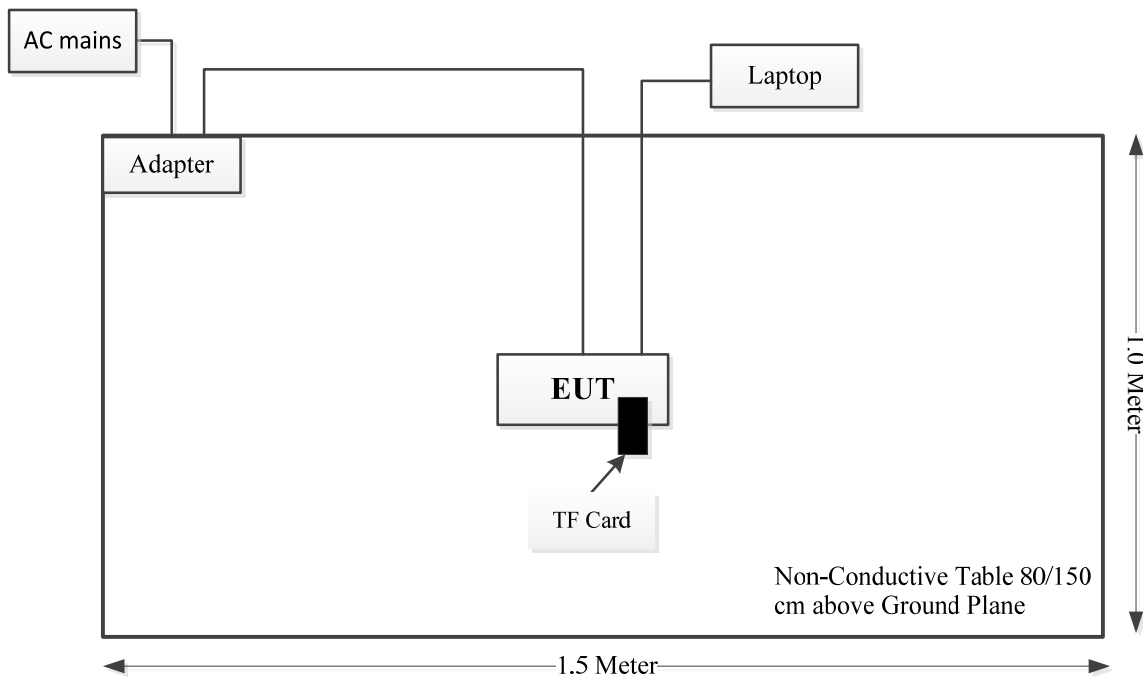 AC mains
Laptop
Adapter
EUT
TF Card
Non-Conductive Table 80/150
cm above Ground Plane
1.0 Meter
1.5 Meter